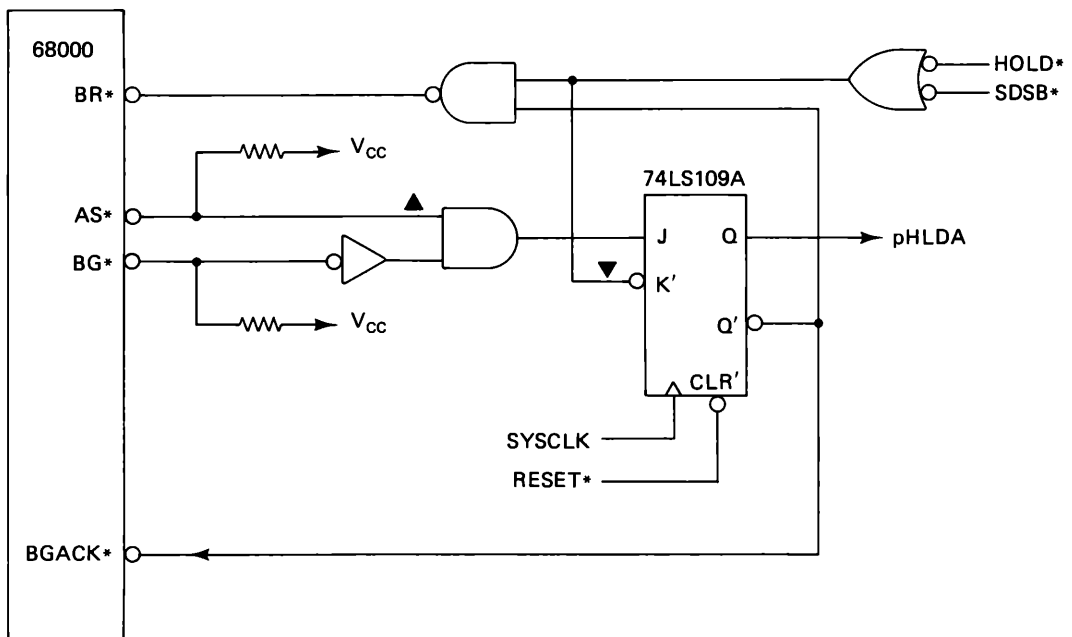 68000
BR*
HOLD*
SDSB*
V_CC
74LS109A
AS*
J
Q
pHLDA
BG*
K'
V_CC
Q'
CLR'
SYSCLK
RESET*
BGACK*